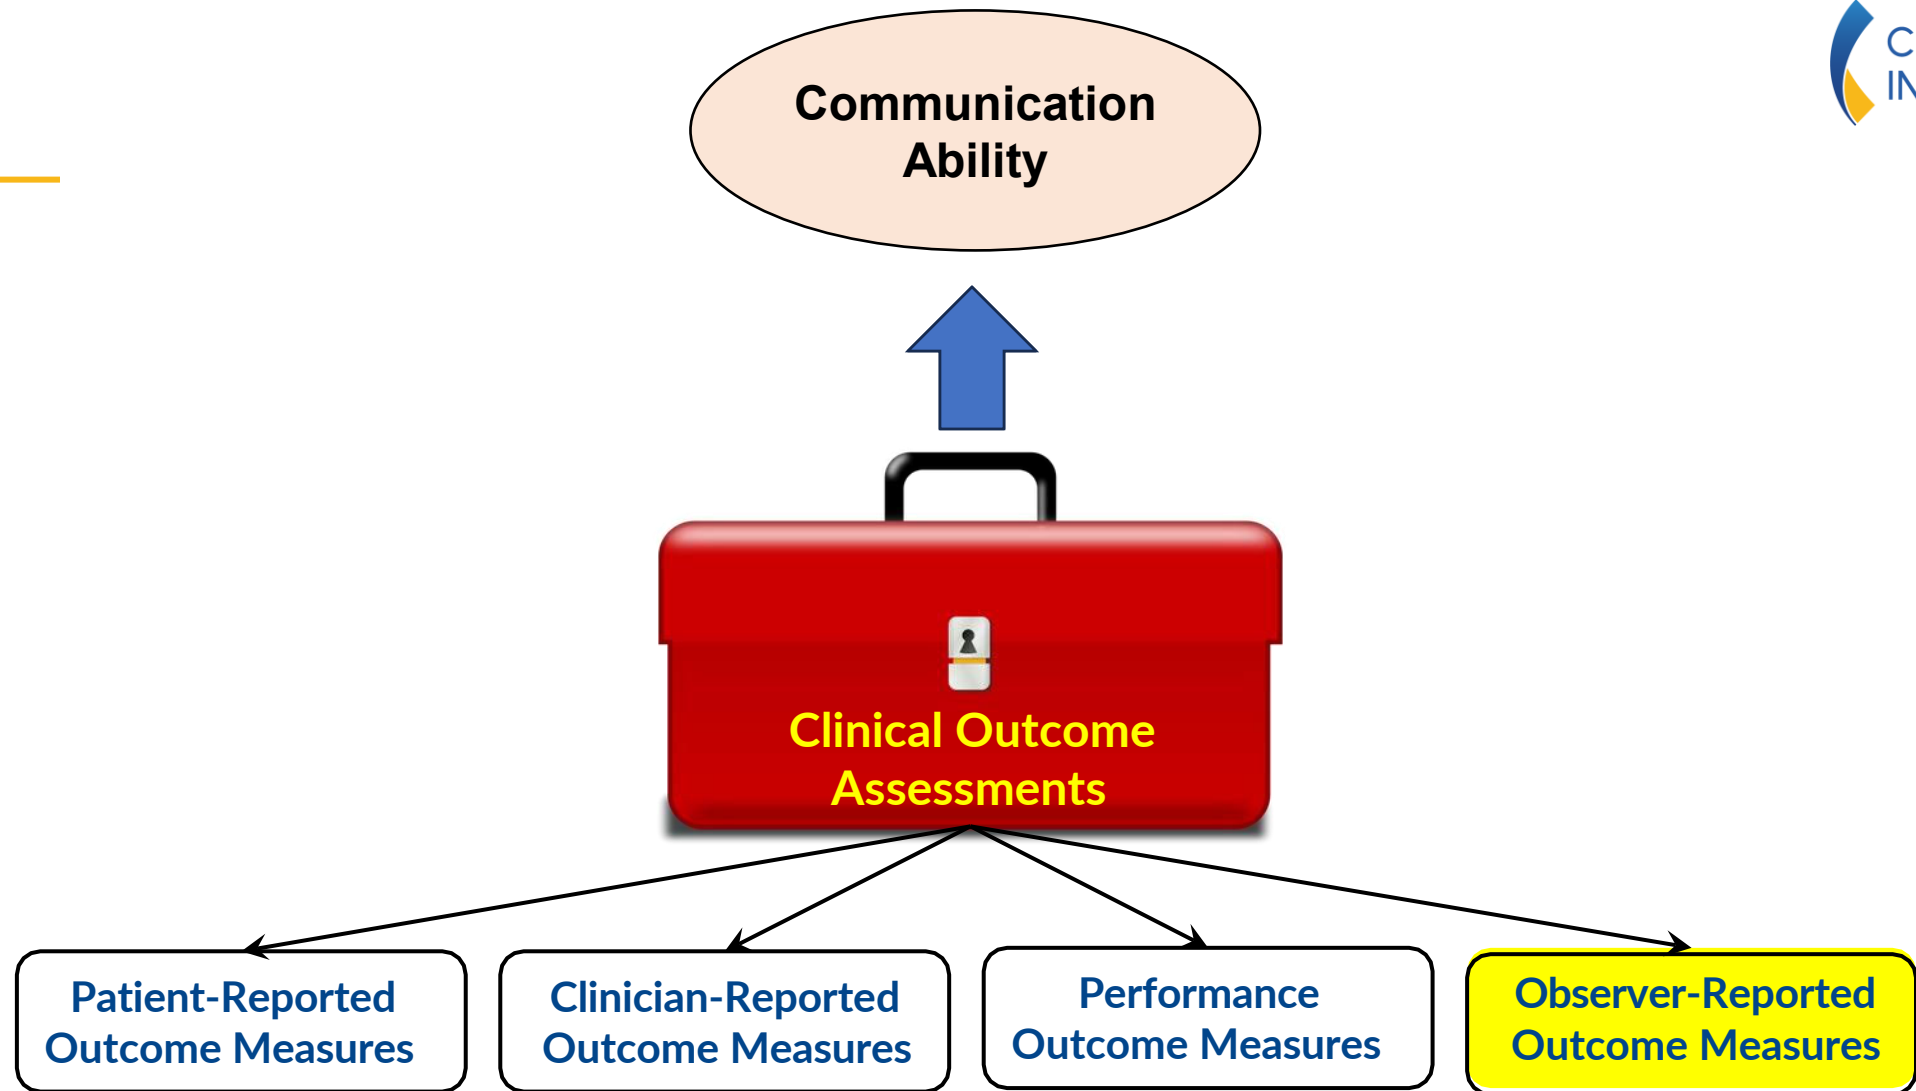 Communication
Ability
Clinical Outcome
Assessments
Patient-Reported
Outcome Measures
Clinician-Reported
Outcome Measures
Performance
Outcome Measures
Observer-Reported
Outcome Measures